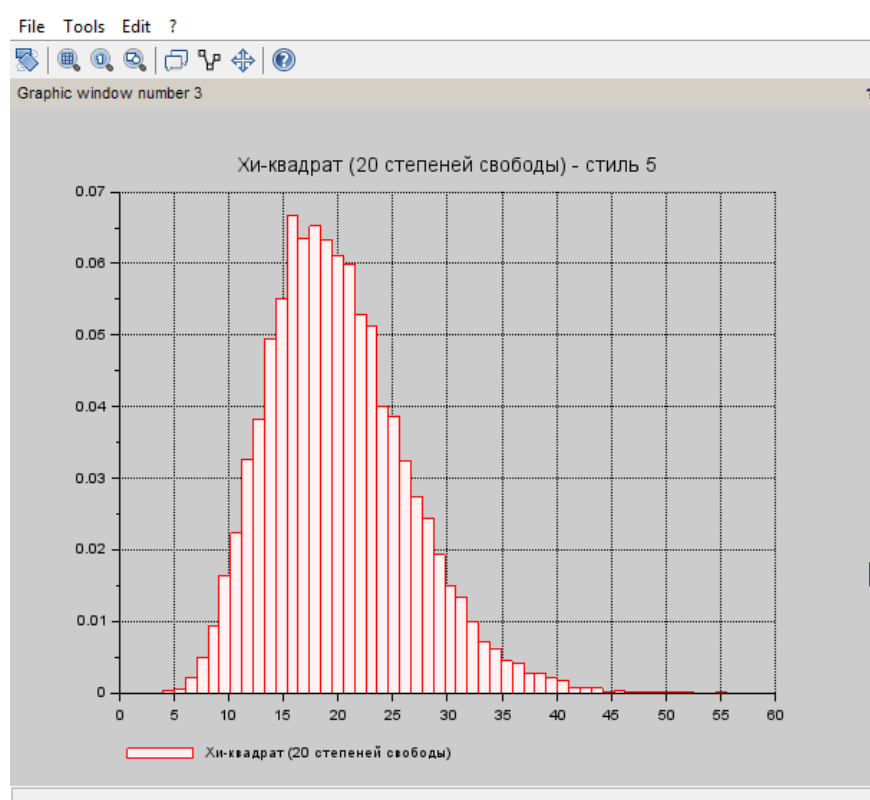 File Tools Edit ?
Graphic window number 3
Хи-квадрат (20 степеней свободы) - стиль 5
0.07
0.06
0.05
0.04
0.03
0.02
0.01
0
0 5 10 15 20 25 30 35 40 45 50 55 60
Хи-квадрат (20 степеней свободы)